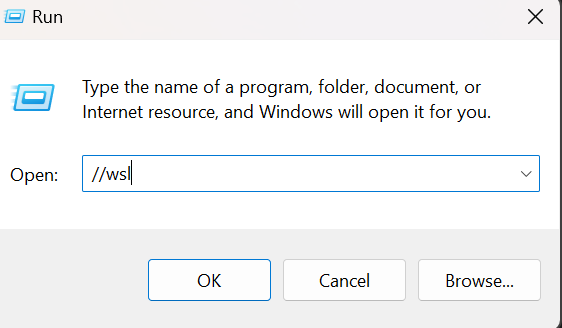 Run
Type the name of a program, folder, document, or
Internet resource, and Windows will open it for you.
Open: //wsl
OK Cancel Browse...